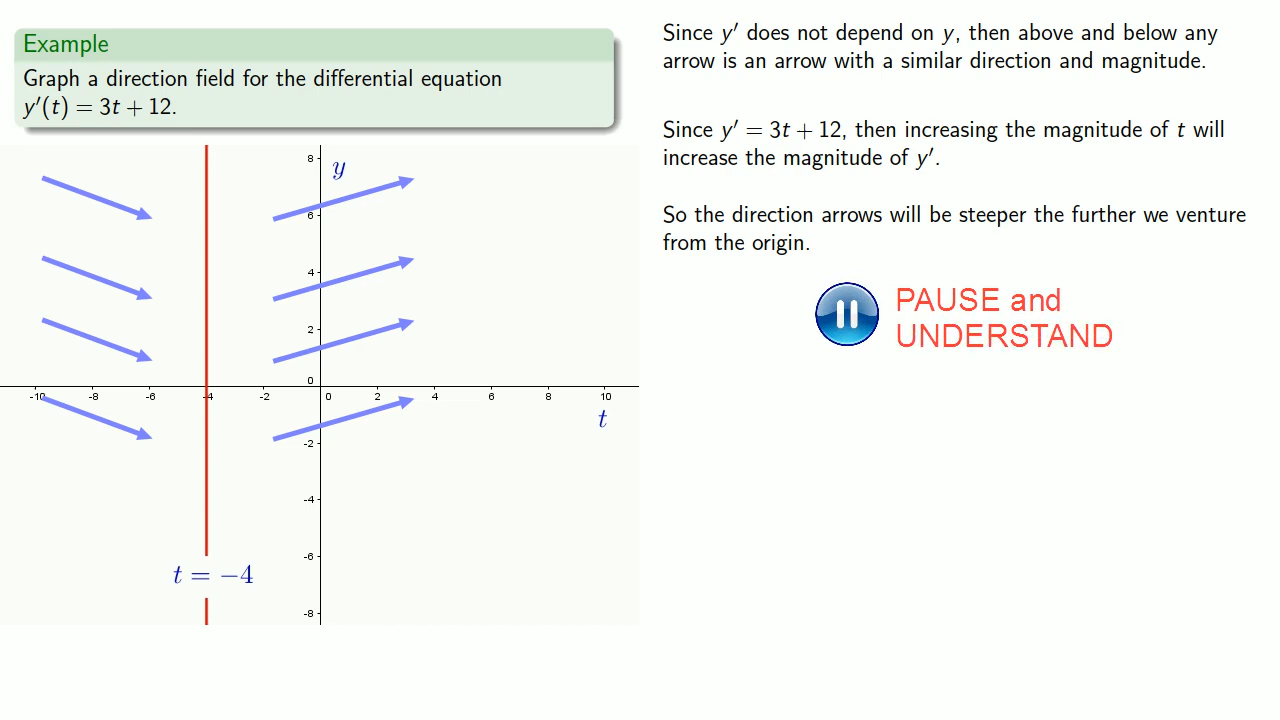 Example
Graph a direction field for the differential equation
y′(t) = 3t + 12.
Since y′ does not depend on y, then above and below any
arrow is an arrow with a similar direction and magnitude.
Since y′ = 3t + 12, then increasing the magnitude of t will
increase the magnitude of y′.
So the direction arrows will be steeper the further we venture
from the origin.
PAUSE and
UNDERSTAND
8
y
6
4
2
0
-10 -8 -6 -4 -2 0 2 4 6 8 10
t
-2
-4
-6
t = −4
-8